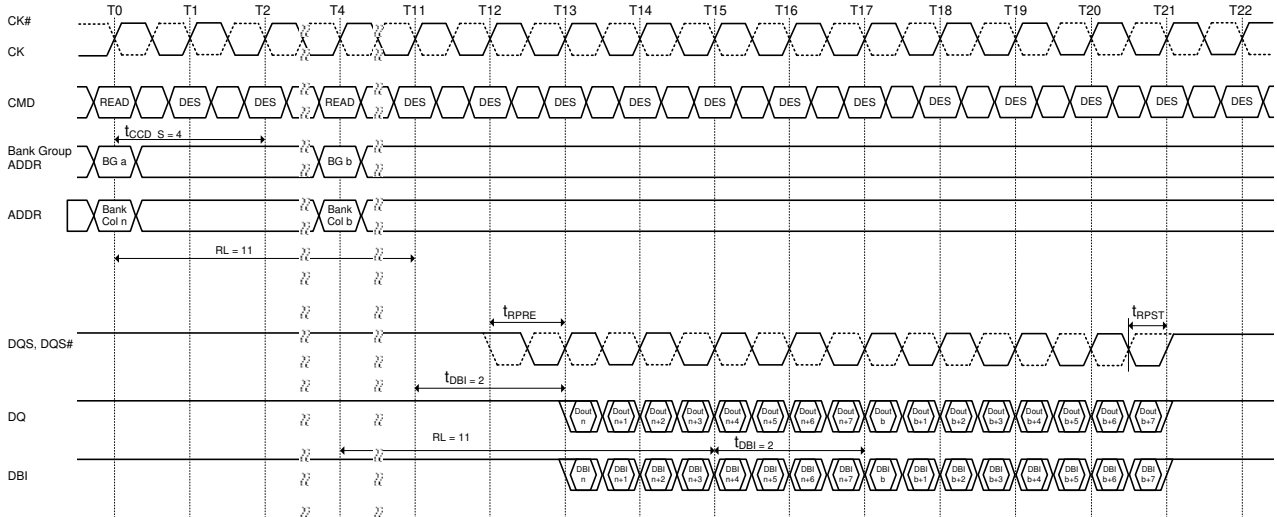 T0 T1 T2 T4 T11 T12 T13 T14 T15 T16 T17 T18 T19 T20 T21 T22
CK#
CK
CMD READ DES DES READ DES DES DES DES DES DES DES DES DES DES DES DES
tCCD_S = 4
Bank Group
ADDR
BG a BG b
ADDR
Bank
Col n
Bank
Col b
RL = 11
tRPRE tRPST
DQS, DQS#
tDBI = 2
DQ
Dout Dout Dout Dout Dout Dout Dout Dout Dout Dout Dout Dout Dout Dout Dout Dout
n n+1 n+2 n+3 n+4 n+5 n+6 n+7 b b+1 b+2 b+3 b+4 b+5 b+6 b+7
RL = 11 tDBI = 2
DBI
DBI DBI DBI DBI DBI DBI DBI DBI DBI DBI DBI DBI DBI DBI DBI DBI
n n+1 n+2 n+3 n+4 n+5 n+6 n+7 b b+1 b+2 b+3 b+4 b+5 b+6 b+7